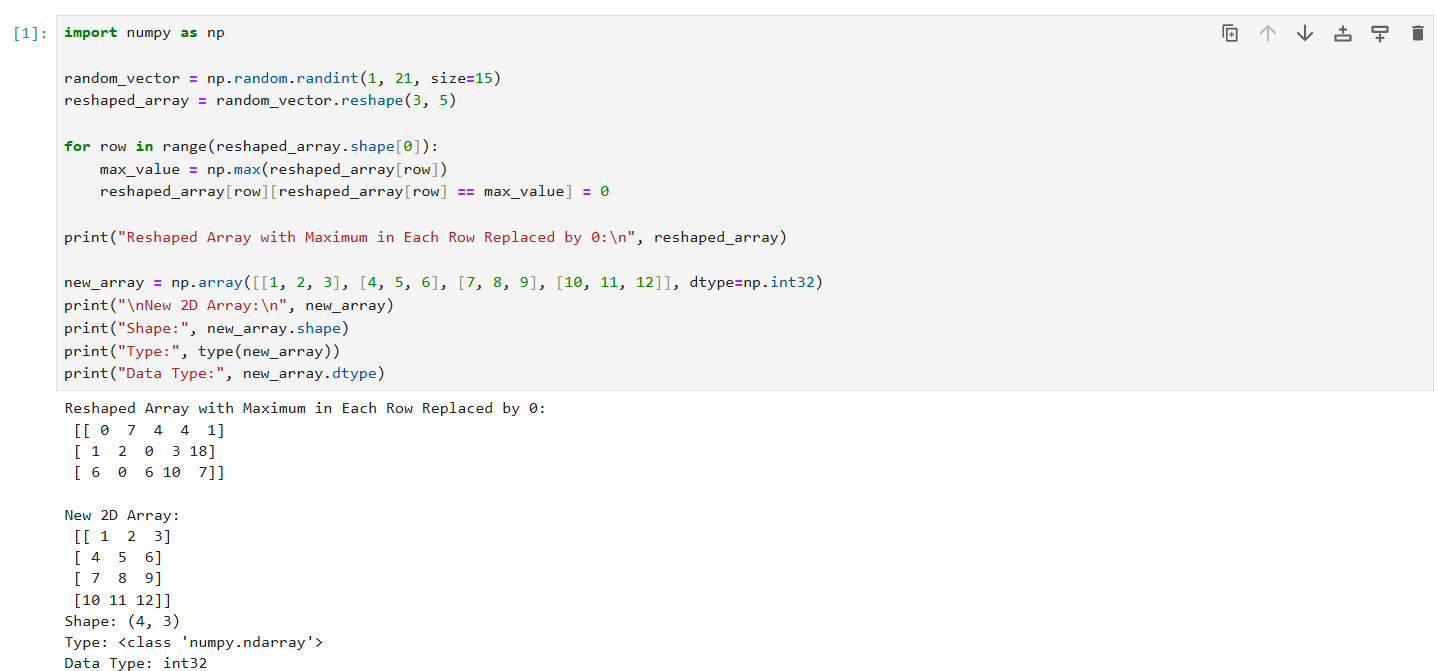 [1]:
import numpy as np
random_vector = np.random.randint(1, 21, size=15)
reshaped_array = random_vector.reshape(3, 5)
for row in range(reshaped_array.shape[0]):
    max_value = np.max(reshaped_array[row])
    reshaped_array[row][reshaped_array[row] == max_value] = 0
print("Reshaped Array with Maximum in Each Row Replaced by 0:\n", reshaped_array)
new_array = np.array([[1, 2, 3], [4, 5, 6], [7, 8, 9], [10, 11, 12]], dtype=np.int32)
print("\nNew 2D Array:\n", new_array)
print("Shape:", new_array.shape)
print("Type:", type(new_array))
print("Data Type:", new_array.dtype)
Reshaped Array with Maximum in Each Row Replaced by 0:
 [[ 0  7  4  4  1]
 [ 1  2  0  3 18]
 [ 6  0  6 10  7]]
New 2D Array:
 [[ 1  2  3]
 [ 4  5  6]
 [ 7  8  9]
 [10 11 12]]
Shape: (4, 3)
Type: <class 'numpy.ndarray'>
Data Type: int32